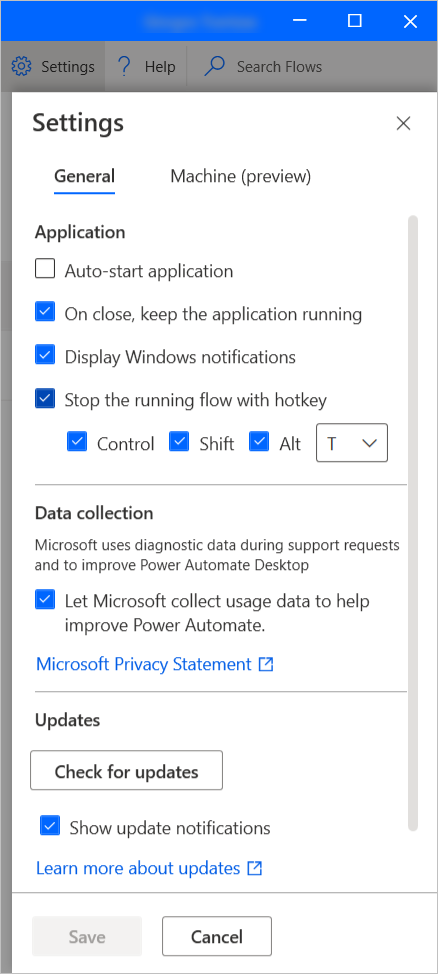 Settings
Help
Search Flows
Settings
General
Machine (preview)
Application
Auto-start application
On close, keep the application running
Display Windows notifications
Stop the running flow with hotkey
Control
Shift
Alt
T
Data collection
Microsoft uses diagnostic data during support requests
and to improve Power Automate Desktop
Let Microsoft collect usage data to help
improve Power Automate.
Microsoft Privacy Statement
Updates
Check for updates
Show update notifications
Learn more about updates
Save
Cancel